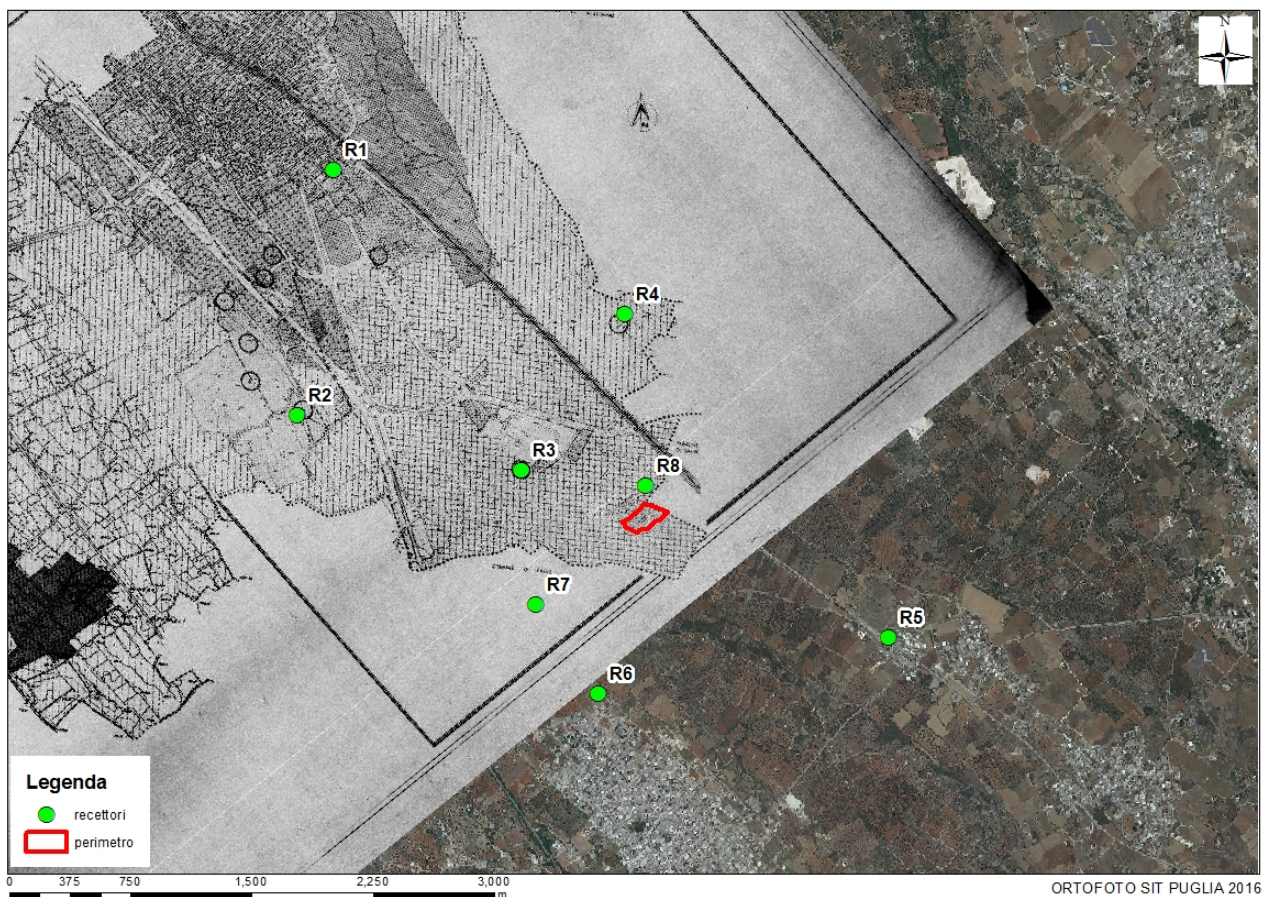 N
R1
R4
R2
R3
R8
R7
R5
R6
Legenda
recettori
perimetro
0 375 750 1,500 2,250 3,000
m
ORTOFOTO SIT PUGLIA 2016